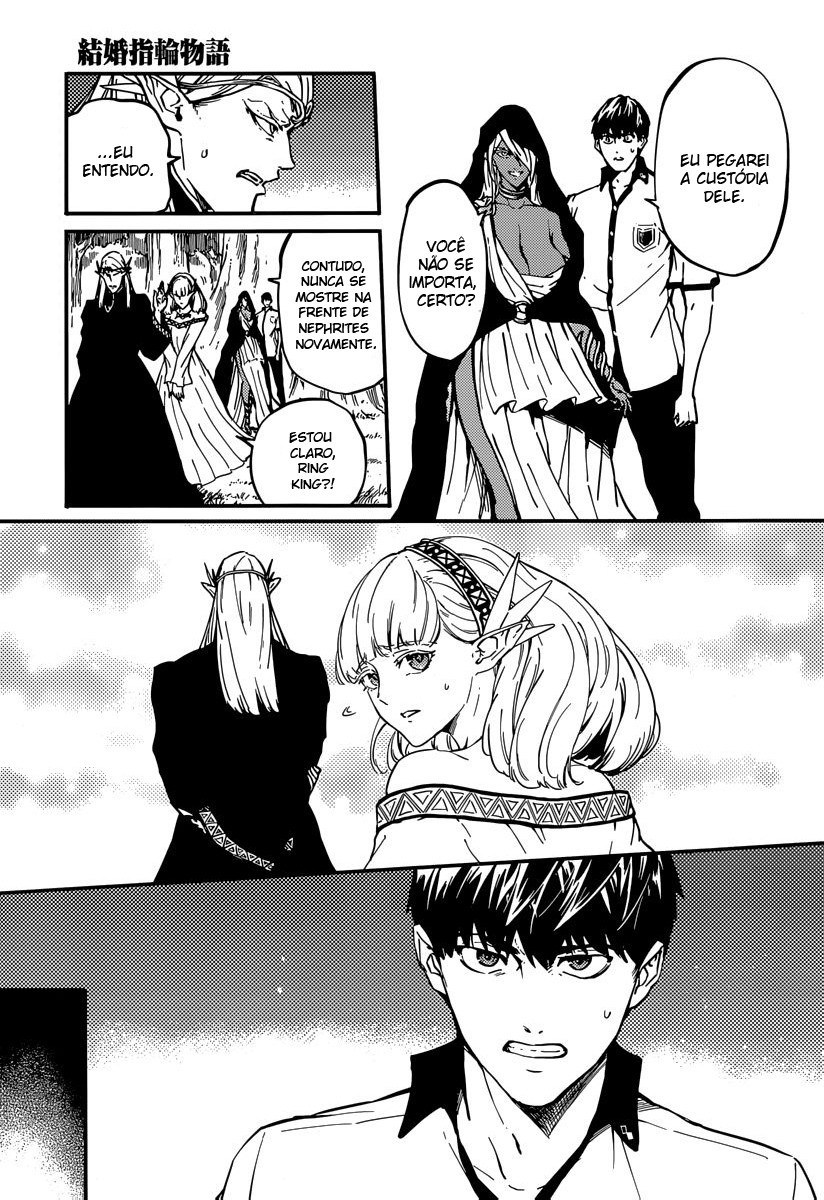 結婚指輪物語
EU PEGAREI
A CUSTÓDIA
DELE.
VOCÊ
NÃO SE
IMPORTA,
CERTO?
...EU
ENTENDO.
CONTUDO,
NUNCA SE
MOSTRE NA
FRENTE DE
NEPHRITES
NOVAMENTE.
ESTOU
CLARO,
RING
KING?!